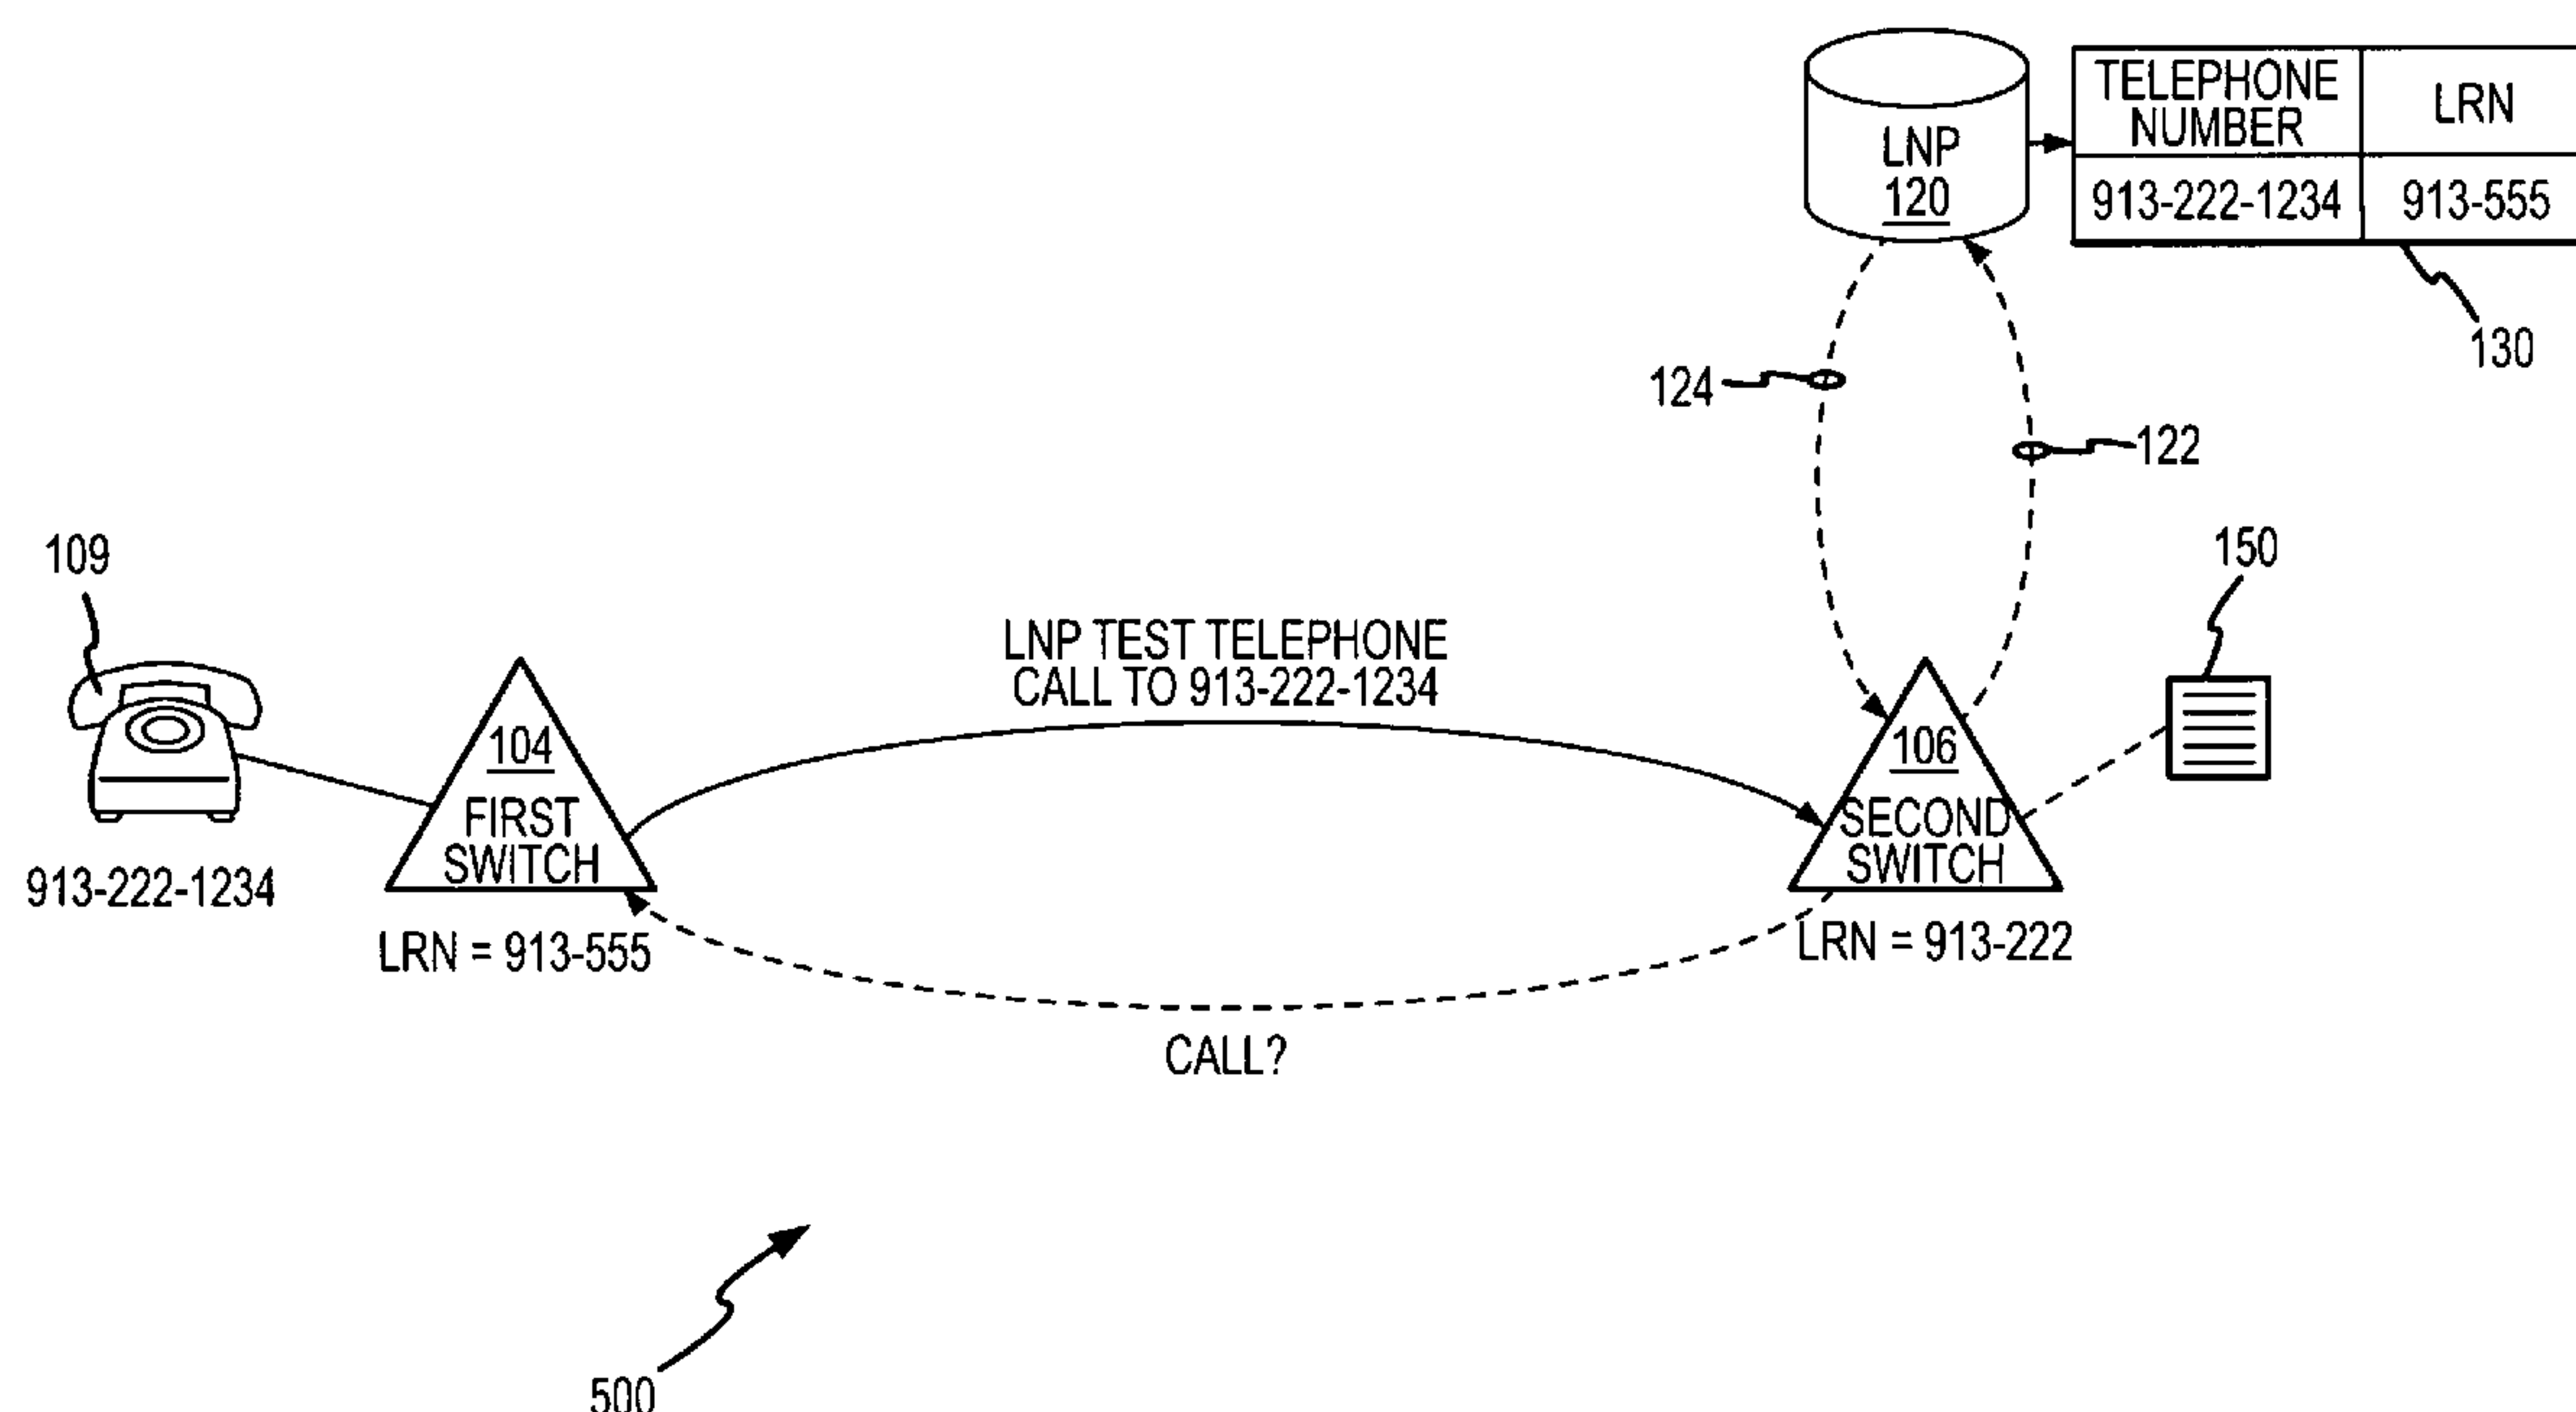 TELEPHONE
NUMBER
LRN
913-222-1234
913-555
LNP
120
130
124
122
109
150
LNP TEST TELEPHONE
CALL TO 913-222-1234
104
FIRST
SWITCH
106
SECOND
SWITCH
913-222-1234
LRN = 913-555
LRN = 913-222
CALL?
500